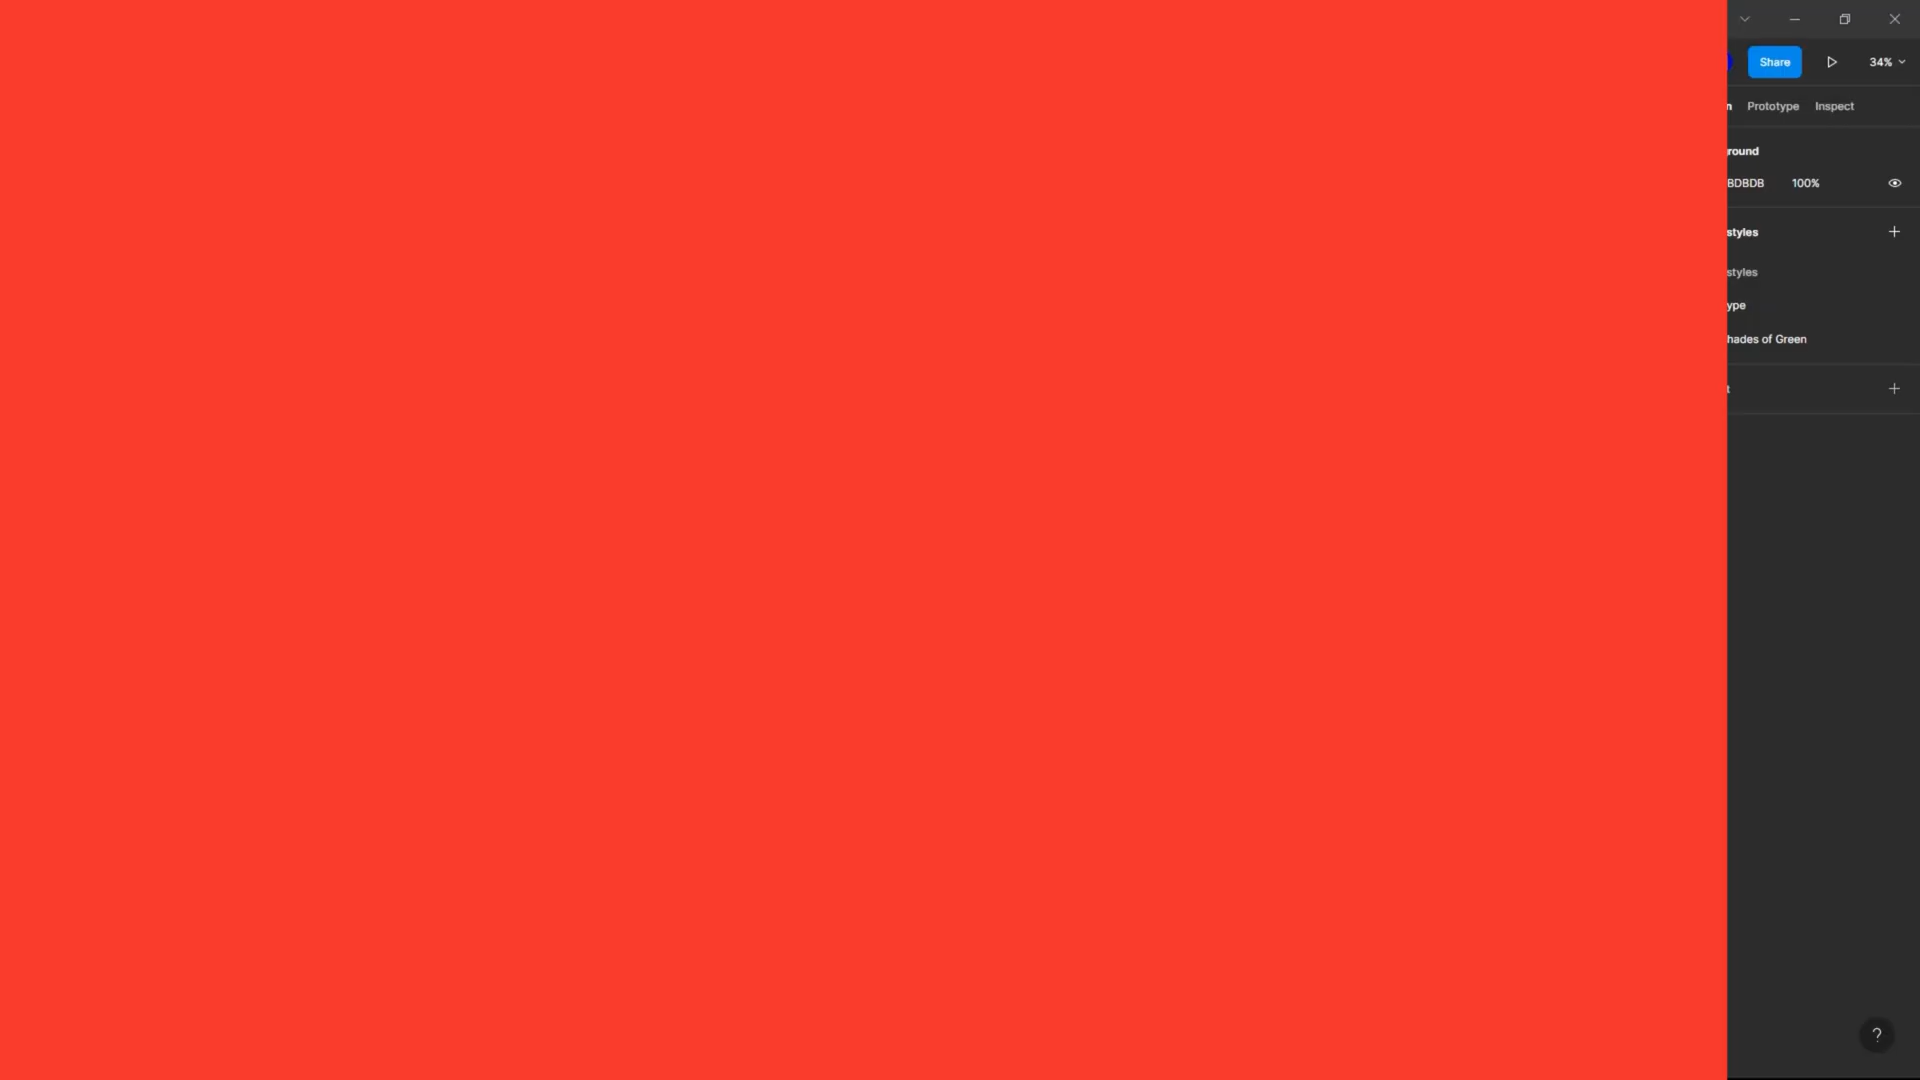 Share
34%
Prototype Inspect
round
BDBDB 100%
styles
styles
ype
hades of Green
?